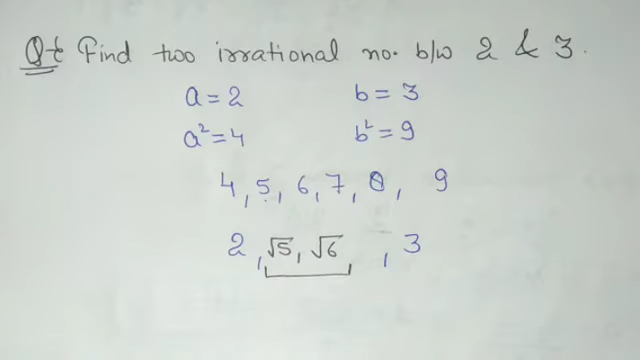 Qt Find two irrational no. b/w 2 & 3.
a = 2 b = 3
a² = 4 b² = 9
4, 5, 6, 7, 8, 9
2, √5, √6 , 3